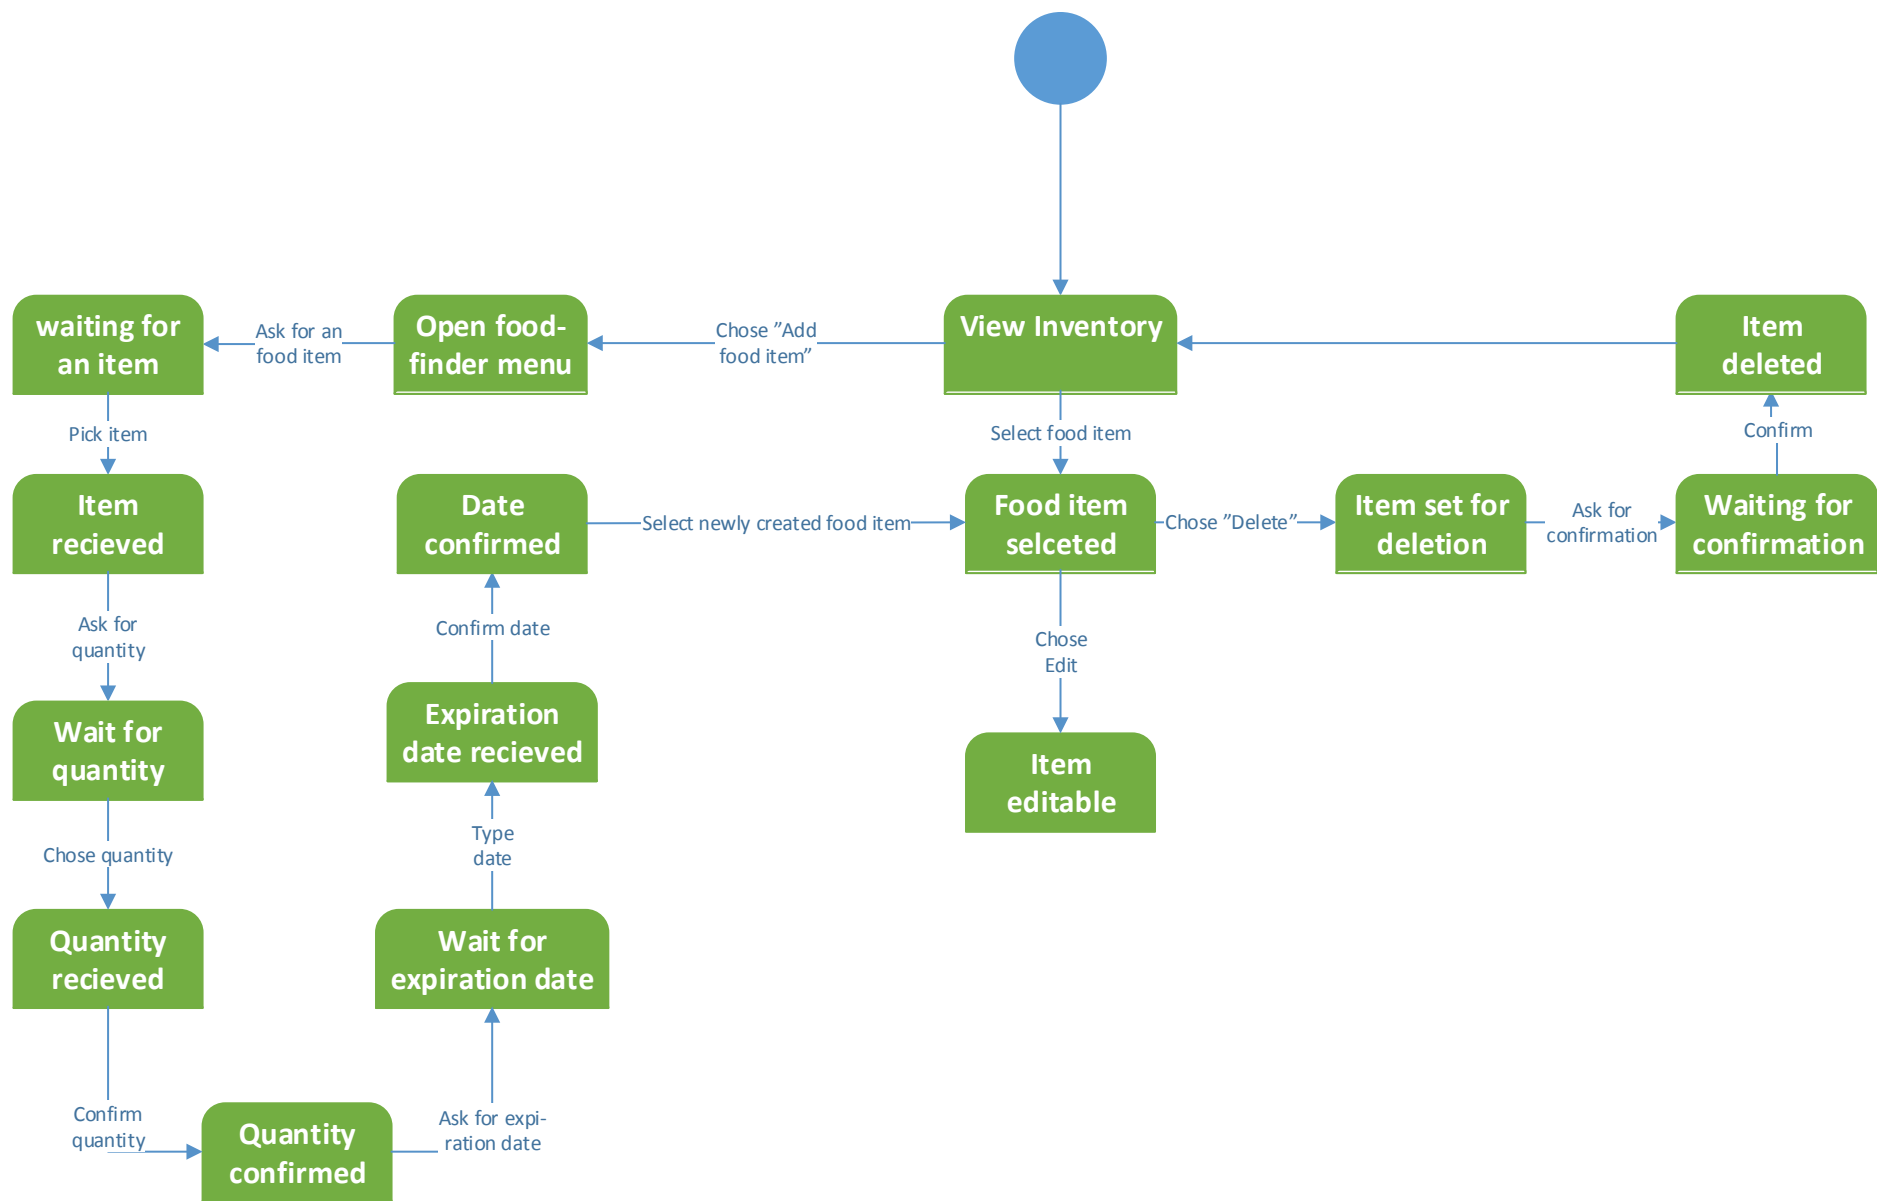 waiting for
an item
Ask for an
food item
Open food-
finder menu
Chose ”Add
food item”
View Inventory
Item
deleted
Pick item
Select food item
Confirm
Item
recieved
Date
confirmed
Select newly created food item
Food item
selceted
Chose ”Delete”
Item set for
deletion
Ask for
confirmation
Waiting for
confirmation
Ask for
quantity
Confirm date
Chose
Edit
Wait for
quantity
Expiration
date recieved
Item
editable
Chose quantity
Type
date
Quantity
recieved
Wait for
expiration date
Confirm
quantity
Quantity
confirmed
Ask for expi-
ration date